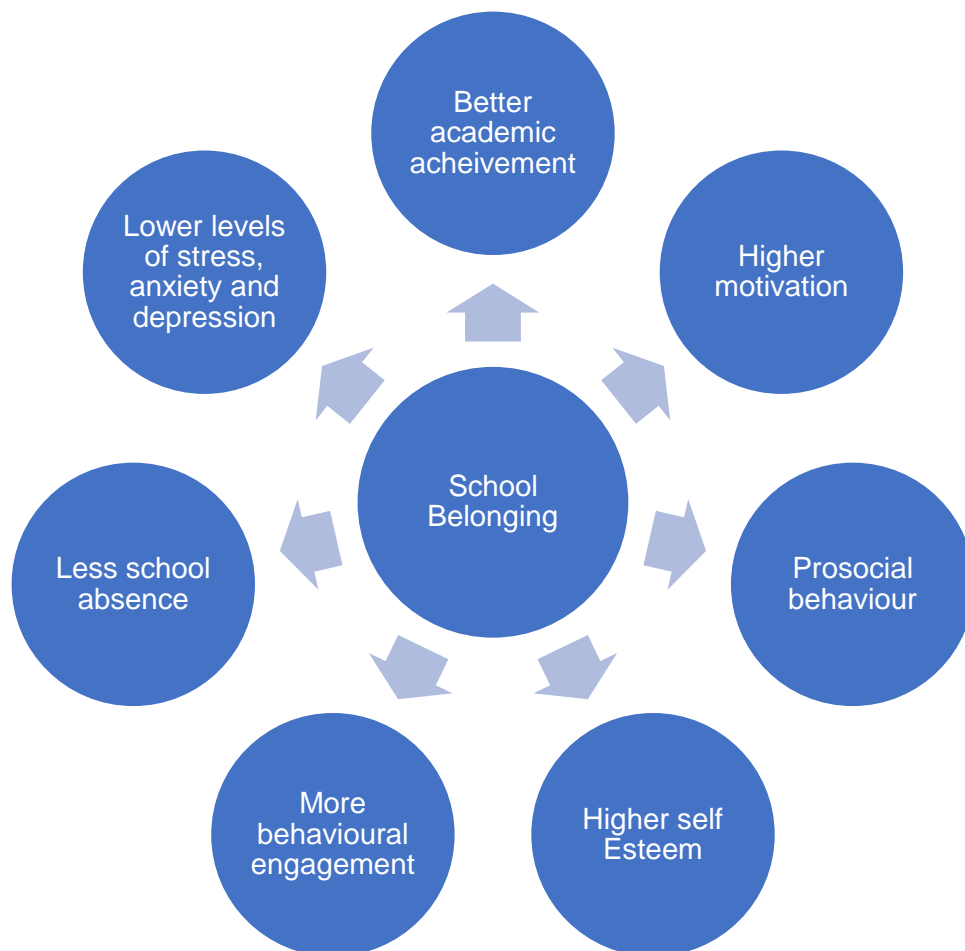 Better
academic
acheivement
Higher
motivation
Prosocial
behaviour
Higher self
Esteem
More
behavioural
engagement
Less school
absence
Lower levels
of stress,
anxiety and
depression
School
Belonging